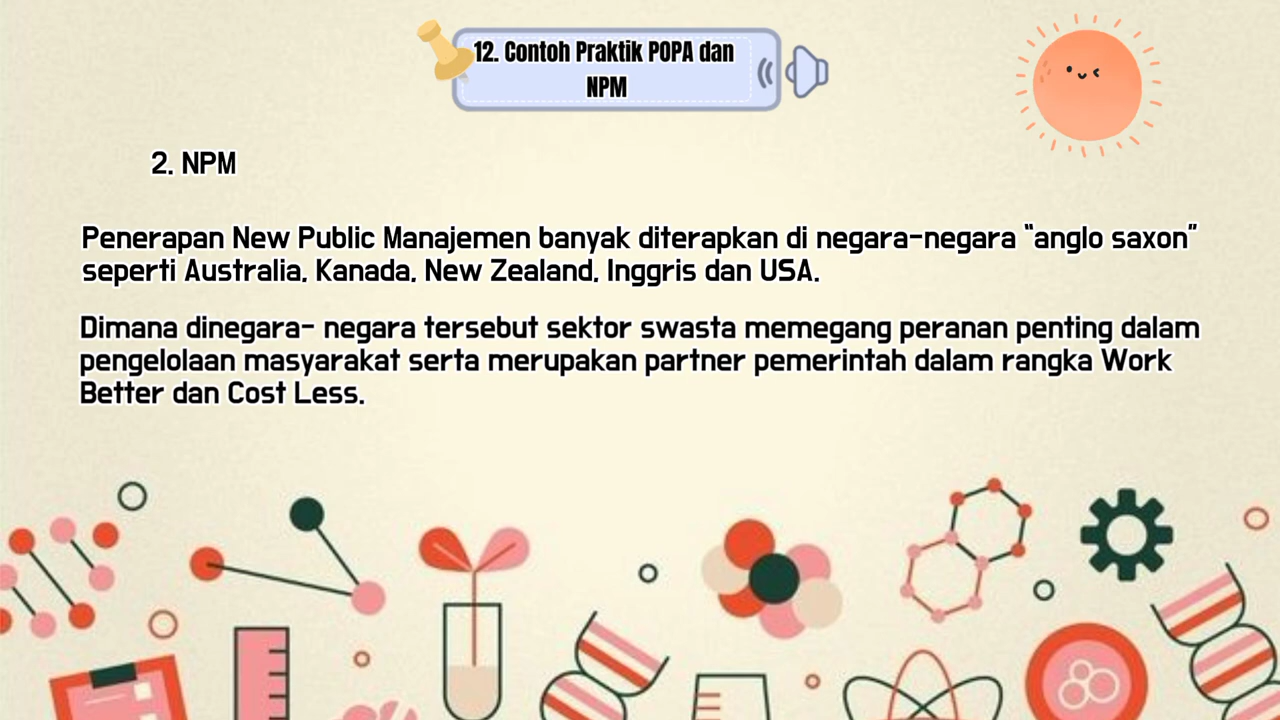 12. Contoh Praktik POPA dan
NPM
2. NPM
Penerapan New Public Manajemen banyak diterapkan di negara-negara “anglo saxon”
seperti Australia, Kanada, New Zealand, Inggris dan USA.
Dimana dinegara- negara tersebut sektor swasta memegang peranan penting dalam
pengelolaan masyarakat serta merupakan partner pemerintah dalam rangka Work
Better dan Cost Less.